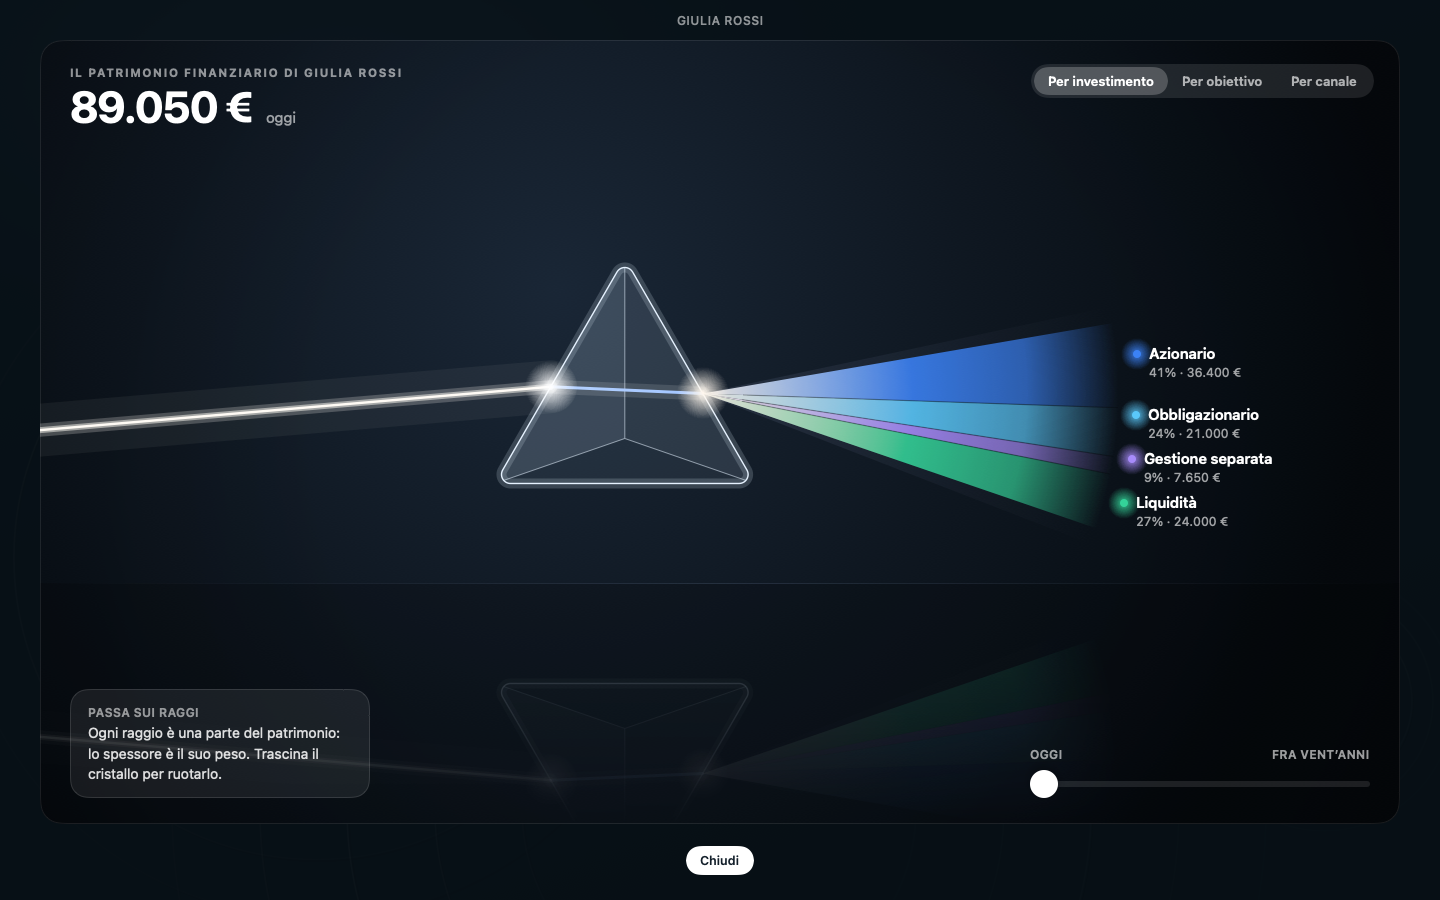 GIULIA ROSSI
IL PATRIMONIO FINANZIARIO DI GIULIA ROSSI
89.050 € oggi
Per investimento Per obiettivo Per canale
Azionario
41% · 36.400 €
Obbligazionario
24% · 21.000 €
Gestione separata
9% · 7.650 €
Liquidità
27% · 24.000 €
PASSA SUI RAGGI
Ogni raggio è una parte del patrimonio:
lo spessore è il suo peso. Trascina il
cristallo per ruotarlo.
OGGI FRA VENT’ANNI
Chiudi